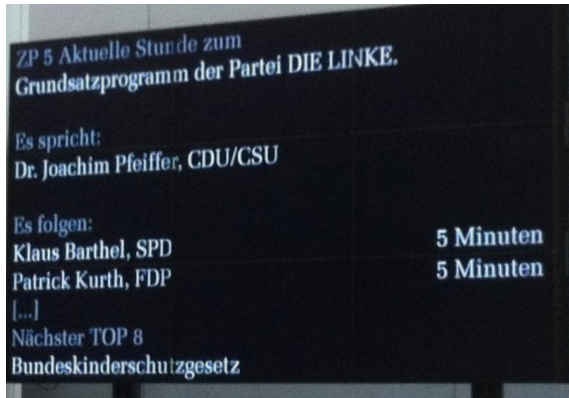 ZP 5 Aktuelle Stunde zum
Grundsatzprogramm der Partei DIE LINKE.
Es spricht:
Dr. Joachim Pfeiffer, CDU/CSU
Es folgen:
Klaus Barthel, SPD 5 Minuten
Patrick Kurth, FDP 5 Minuten
[...]
Nächster TOP 8
Bundeskinderschutzgesetz